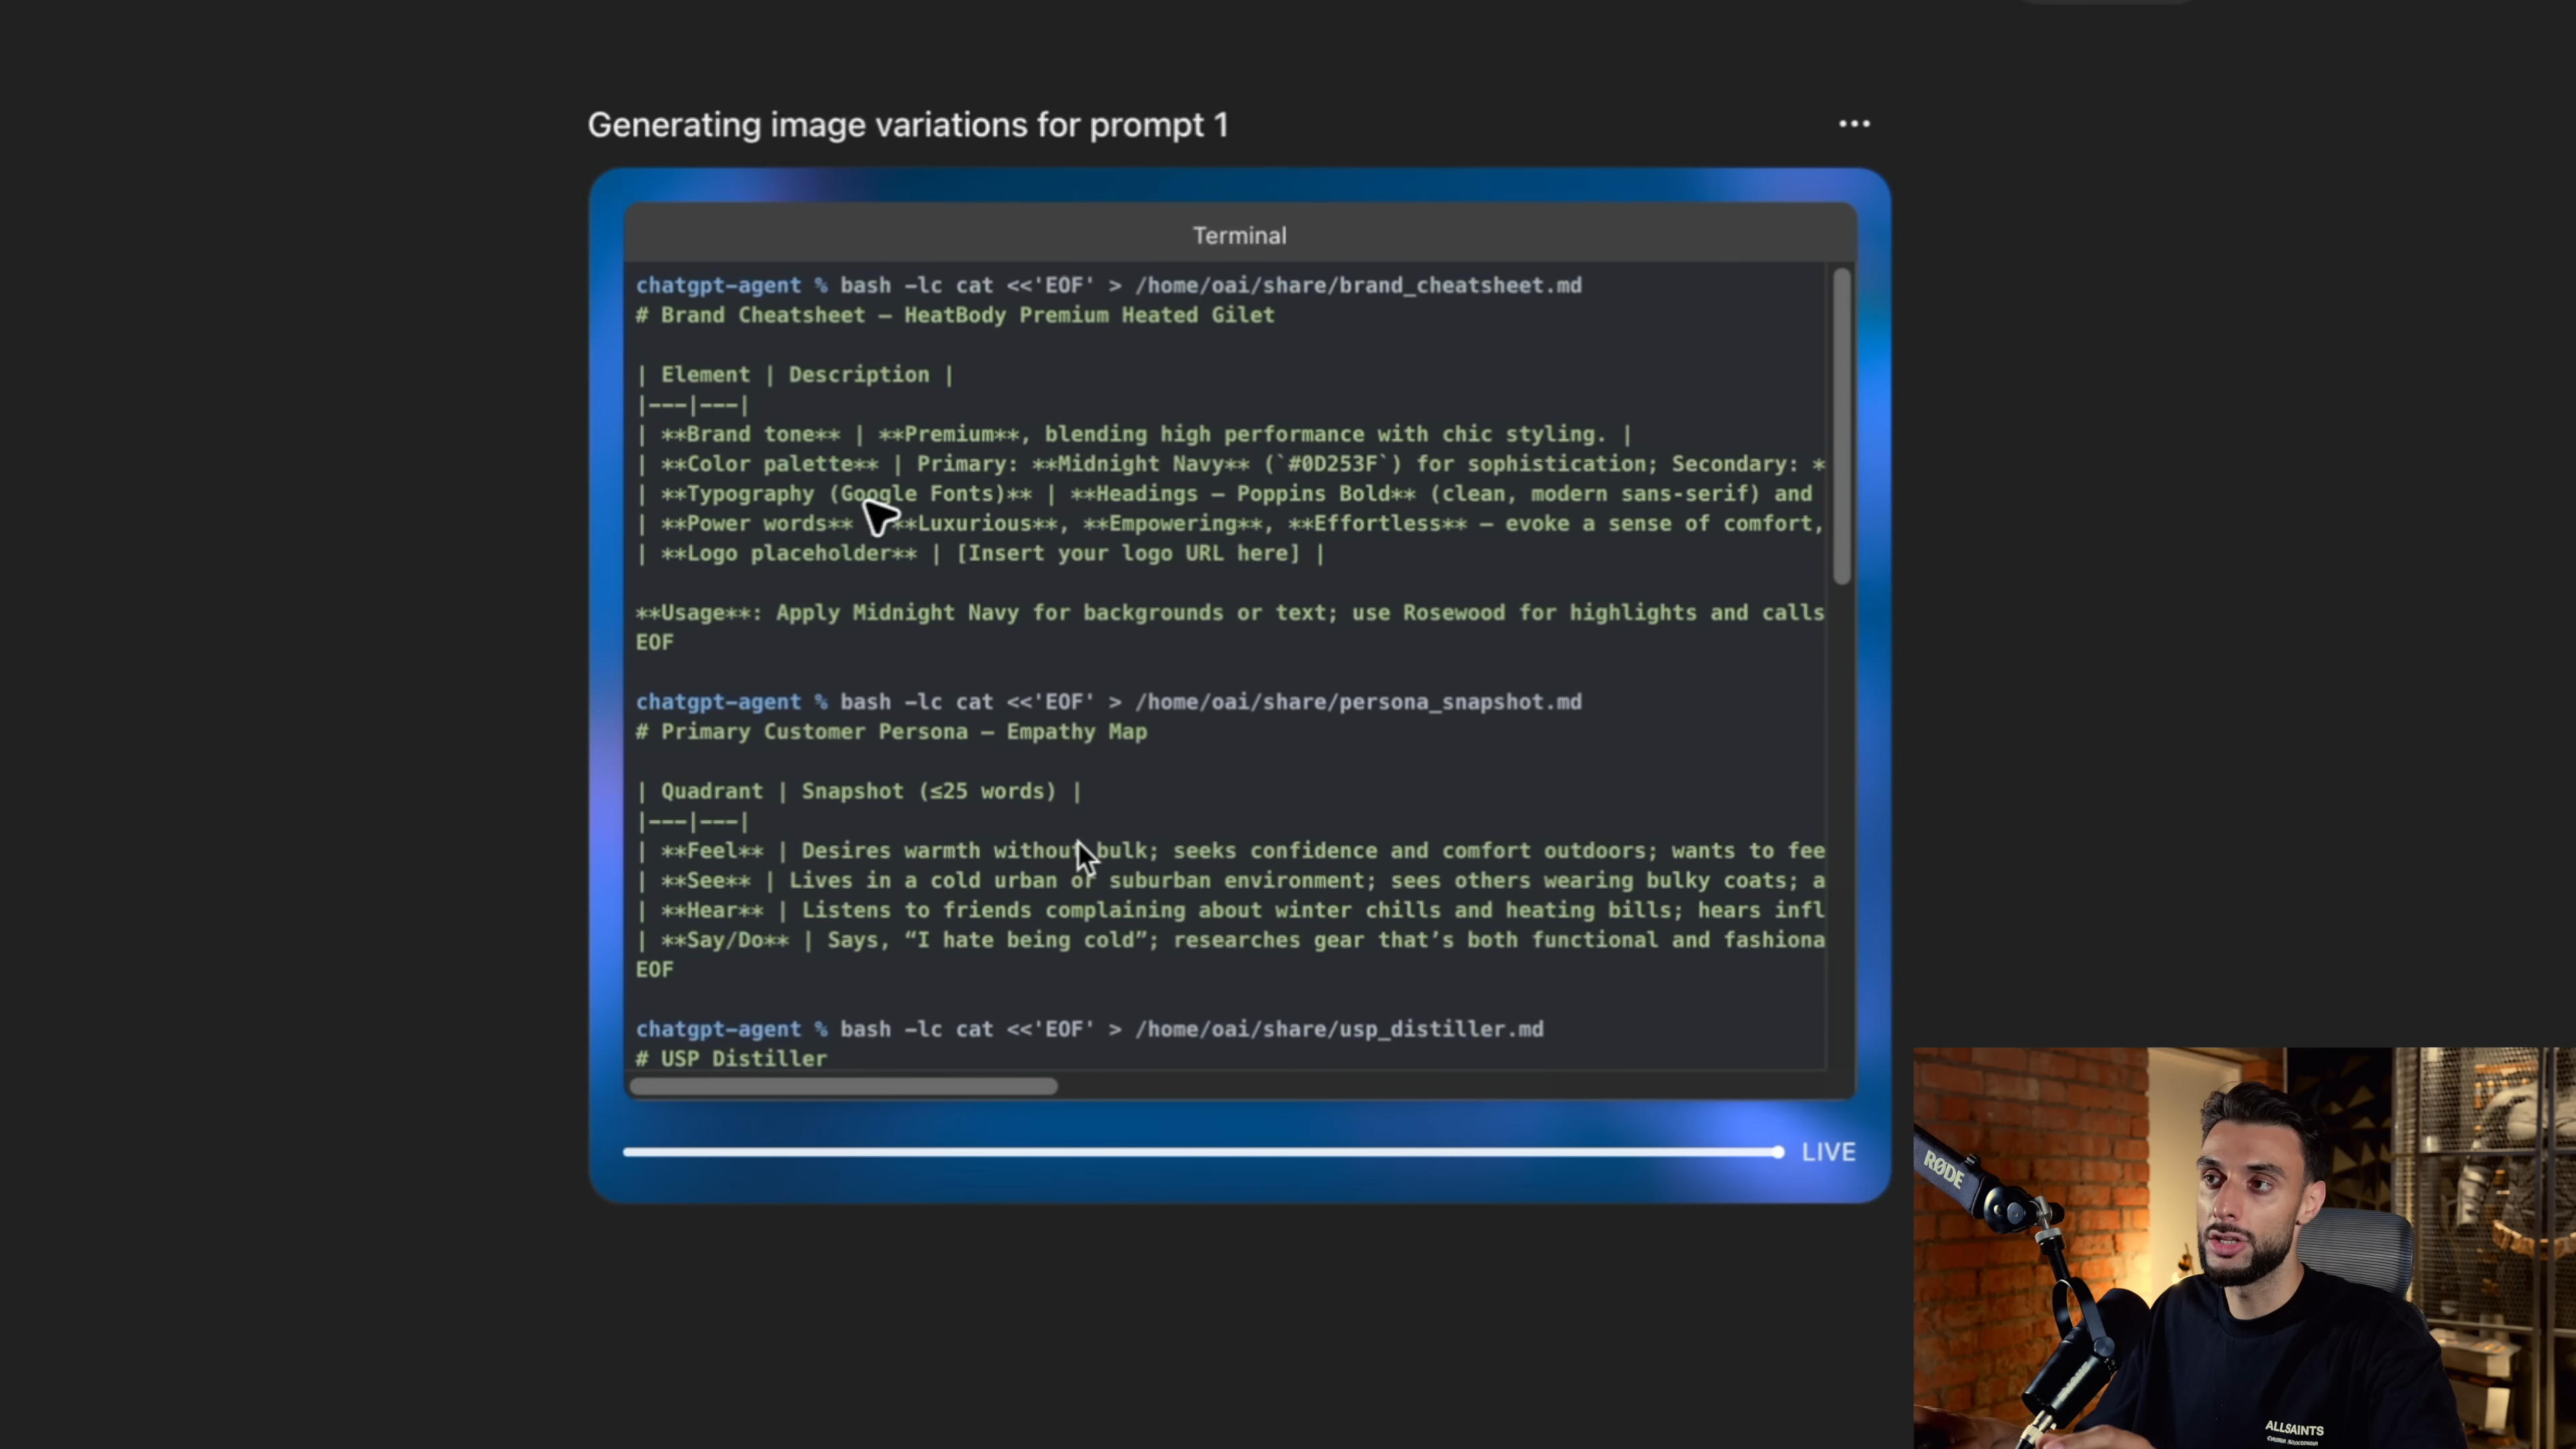 Generating image variations for prompt 1
Terminal
chatgpt-agent % bash -lc cat <<'EOF' > /home/oai/share/brand_cheatsheet.md
# Brand Cheatsheet – HeatBody Premium Heated Gilet
| Element | Description |
|---|---|
| **Brand tone** | **Premium**, blending high performance with chic styling. |
| **Color palette** | Primary: **Midnight Navy** (`#0D253F`) for sophistication; Secondary: *
| **Typography (Google Fonts)** | **Headings – Poppins Bold** (clean, modern sans-serif) and
| **Power words** **Luxurious**, **Empowering**, **Effortless** – evoke a sense of comfort,
| **Logo placeholder** | [Insert your logo URL here] |
**Usage**: Apply Midnight Navy for backgrounds or text; use Rosewood for highlights and calls
EOF
chatgpt-agent % bash -lc cat <<'EOF' > /home/oai/share/persona_snapshot.md
# Primary Customer Persona – Empathy Map
| Quadrant | Snapshot (≤25 words) |
|---|---|
| **Feel** | Desires warmth without bulk; seeks confidence and comfort outdoors; wants to fee
| **See** | Lives in a cold urban or suburban environment; sees others wearing bulky coats; a
| **Hear** | Listens to friends complaining about winter chills and heating bills; hears infl
| **Say/Do** | Says, “I hate being cold”; researches gear that’s both functional and fashiona
EOF
chatgpt-agent % bash -lc cat <<'EOF' > /home/oai/share/usp_distiller.md
# USP Distiller
LIVE
RØDE
ALLSAINTS